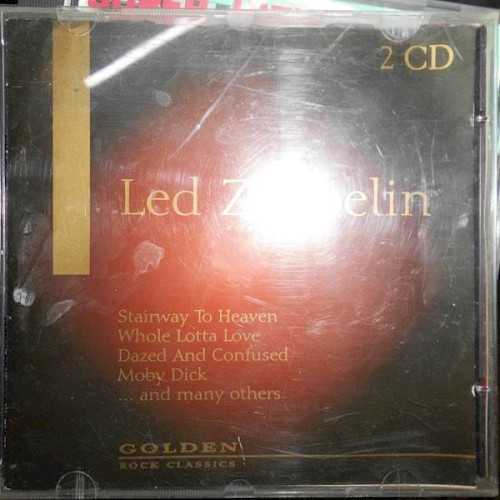 2 CD
Led Zeppelin
Stairway To Heaven
Whole Lotta Love
Dazed And Confused
Moby Dick
... and many others
GOLDEN
ROCK CLASSICS